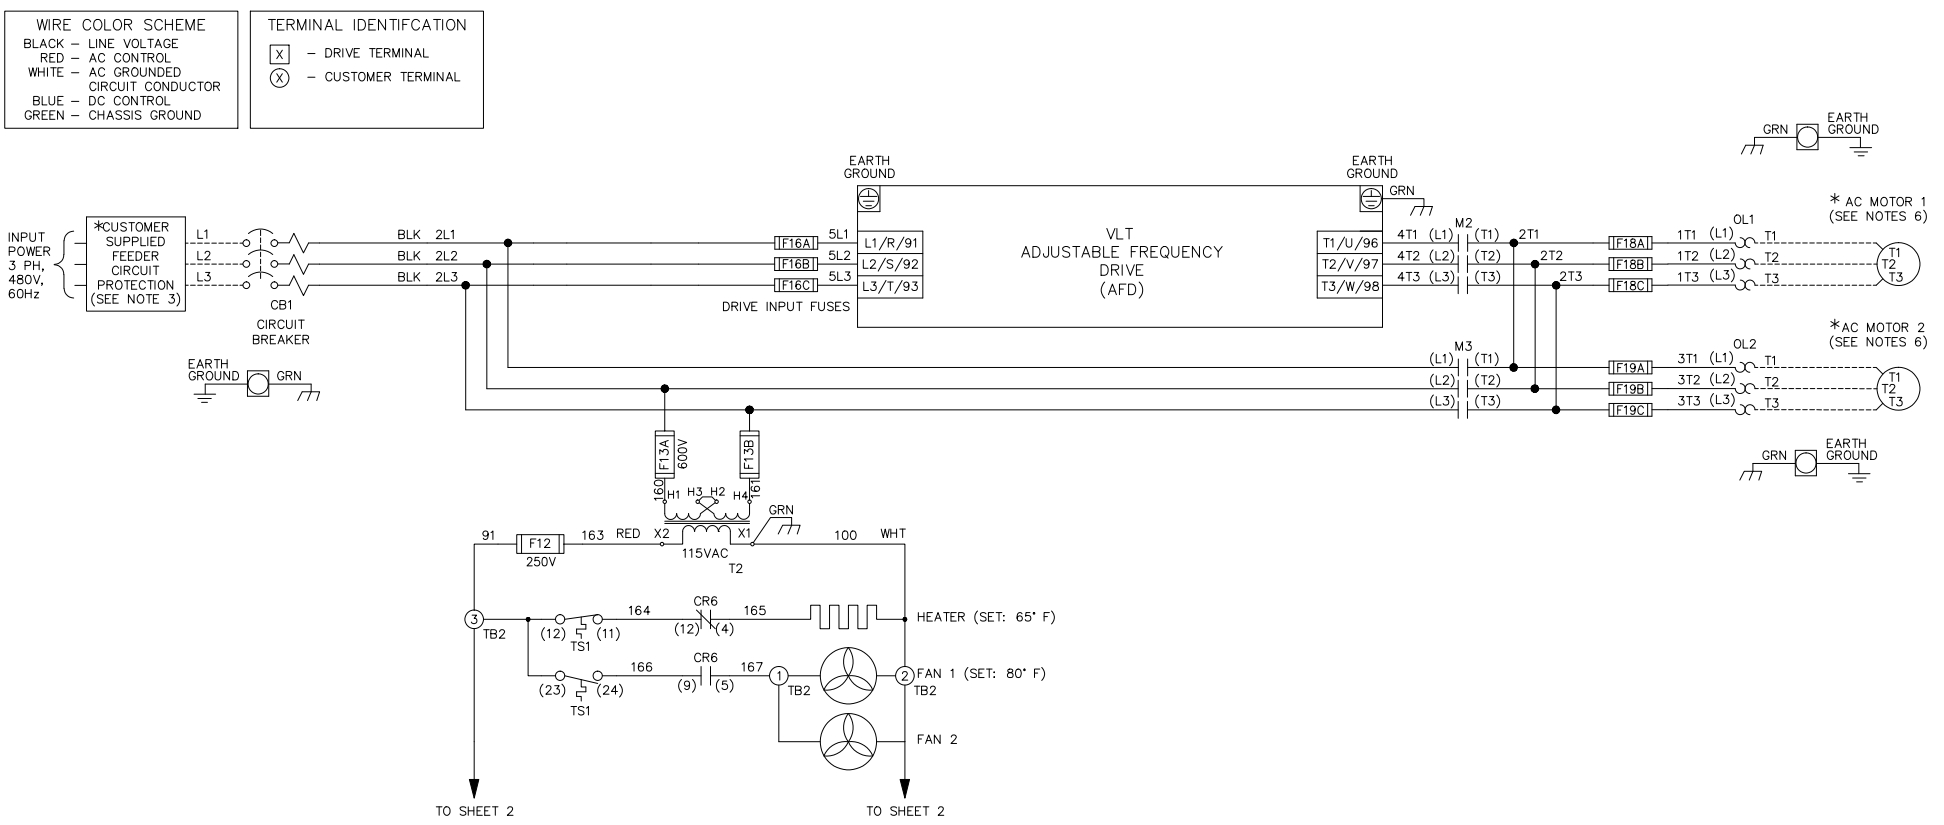 WIRE COLOR SCHEME
BLACK – LINE VOLTAGE
RED – AC CONTROL
WHITE – AC GROUNDED
CIRCUIT CONDUCTOR
BLUE – DC CONTROL
GREEN – CHASSIS GROUND
TERMINAL IDENTIFCATION
X – DRIVE TERMINAL
X – CUSTOMER TERMINAL
INPUT
POWER
3 PH,
480V,
60Hz
*CUSTOMER
SUPPLIED
FEEDER
CIRCUIT
PROTECTION
(SEE NOTE 3)
L1
L2
L3
CB1
CIRCUIT
BREAKER
BLK 2L1
BLK 2L2
BLK 2L3
EARTH
GROUND
GRN
F16A
F16B
F16C
5L1
5L2
5L3
DRIVE INPUT FUSES
EARTH
GROUND
L1/R/91
L2/S/92
L3/T/93
VLT
ADJUSTABLE FREQUENCY
DRIVE
(AFD)
EARTH
GROUND
GRN
T1/U/96
T2/V/97
T3/W/98
M2
4T1 (L1) (T1) 2T1
4T2 (L2) (T2) 2T2
4T3 (L3) (T3) 2T3
F18A
F18B
F18C
OL1
1T1 (L1) T1
1T2 (L2) T2
1T3 (L3) T3
GRN
EARTH
GROUND
* AC MOTOR 1
(SEE NOTES 6)
T1
T2
T3
M3
(L1) (T1)
(L2) (T2)
(L3) (T3)
F19A
F19B
F19C
OL2
3T1 (L1) T1
3T2 (L2) T2
3T3 (L3) T3
*AC MOTOR 2
(SEE NOTES 6)
T1
T2
T3
GRN
EARTH
GROUND
F13A
600V
F13B
160
161
H1 H3 H2 H4
GRN
91
F12
250V
163 RED X2
X1
115VAC
T2
100 WHT
3
TB2
(12) (11)
TS1
164
CR6
(12) (4)
165
HEATER (SET: 65° F)
(23) (24)
TS1
166
CR6
(9) (5)
167
1
TB2
2
TB2
FAN 1 (SET: 80° F)
FAN 2
TO SHEET 2
TO SHEET 2